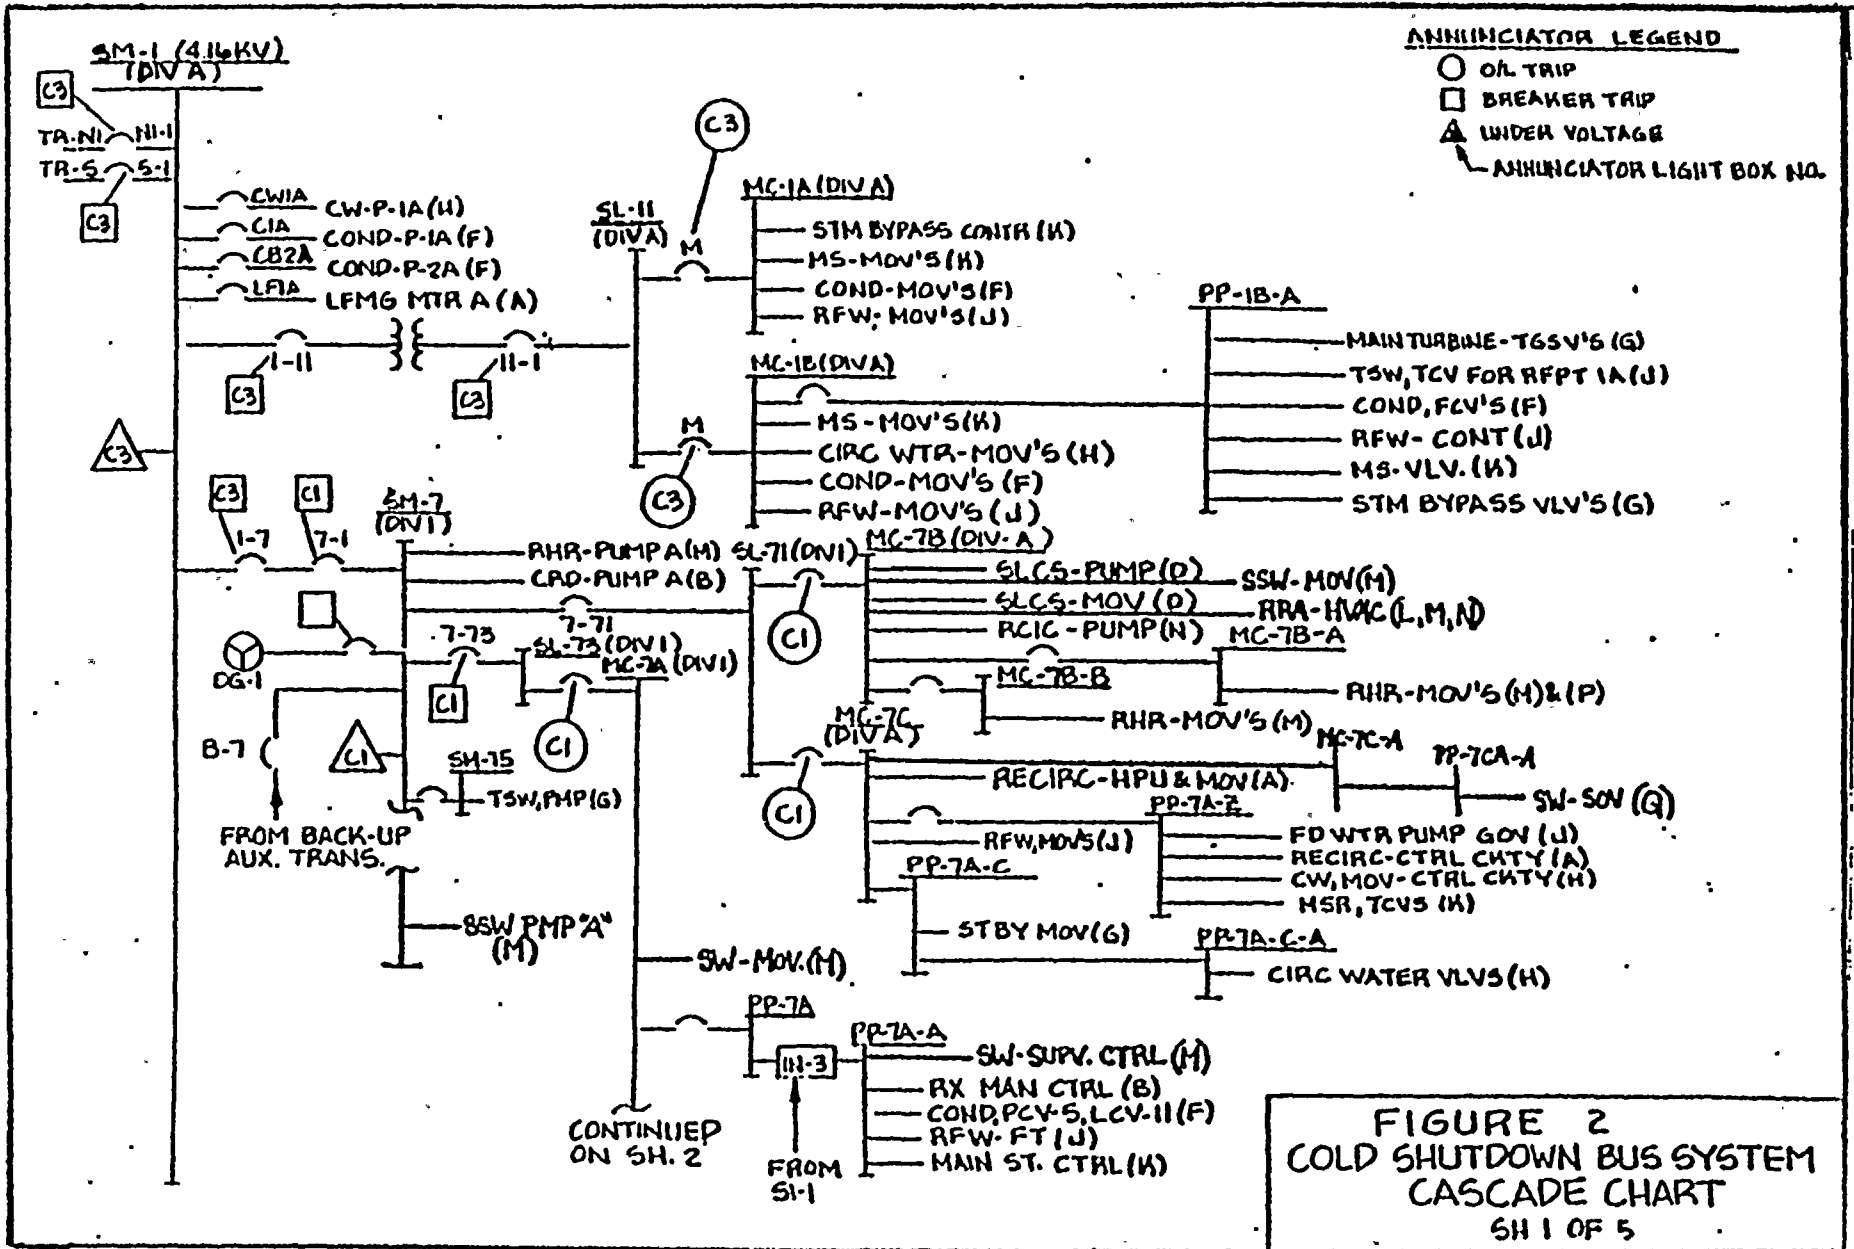 SM-1 (4.16KV)
(DIV A)
C3
TR-N1 N1-1
TR-S S-1
C3
CW1A CW-P-1A(H)
C1A COND-P-1A(F)
CB2A COND-P-2A(F)
LF1A LFMG MTR A(A)
1-11
C3
11-1
C3
C3
SL-11
(DIV A)
M
C3
M
C3
MC-1A(DIV A)
STM BYPASS CONTR(K)
MS-MOV'S(K)
COND-MOV'S(F)
RFW-MOV'S(J)
MC-1B(DIV A)
MS-MOV'S(K)
CIRC WTR-MOV'S(H)
COND-MOV'S(F)
RFW-MOV'S(J)
PP-1B-A
MAIN TURBINE-TGSV'S(G)
TSW,TCV FOR RFPT 1A(J)
COND,FCV'S(F)
RFW-CONT(J)
MS-VLV.(K)
STM BYPASS VLV'S(G)
ANNUNCIATOR LEGEND
O/L TRIP
BREAKER TRIP
UNDER VOLTAGE
ANNUNCIATOR LIGHT BOX NO.
C3
1-7
C1
7-1
SM-7
(DIV1)
RHR-PUMP A(M)
CRD-PUMP A(B)
7-71
DG-1
7-73
C1
SL-73(DIV1)
C1
MC-7A(DIV1)
B-7
FROM BACK-UP
AUX. TRANS.
C1
SM-75
TSW,PMP(G)
SSW PMP"A"
(M)
SL-71(DIV1)
C1
C1
MC-7B(DIV-A)
SLCS-PUMP(D)
SSW-MOV(M)
SLCS-MOV(D)
RRA-HVAC(L,M,N)
RCIC-PUMP(N)
MC-7B-A
RHR-MOV'S(M)&(P)
MC-7B-B
RHR-MOV'S(M)
MC-7C
(DIV A)
MC-7C-A
PP-7CA-A
SW-SOV(Q)
RECIRC-HPU & MOV(A)
PP-7A-Z
FD WTR PUMP GOV(J)
RECIRC-CTRL CKTY(A)
CW,MOV-CTRL CKTY(H)
MSR,TCVS(K)
RFW,MOVS(J)
PP-7A-C
STBY MOV(G)
PP-7A-C-A
CIRC WATER VLVS(H)
SW-MOV.(M)
PP-7A
IN-3
FROM
S1-1
PP-7A-A
SW-SUPV. CTRL(M)
RX MAN CTRL(B)
COND,PCV-5,LCV-11(F)
RFW-FT(J)
MAIN ST. CTRL(K)
CONTINUED
ON SH. 2
FIGURE 2
COLD SHUTDOWN BUS SYSTEM
CASCADE CHART
SH 1 OF 5